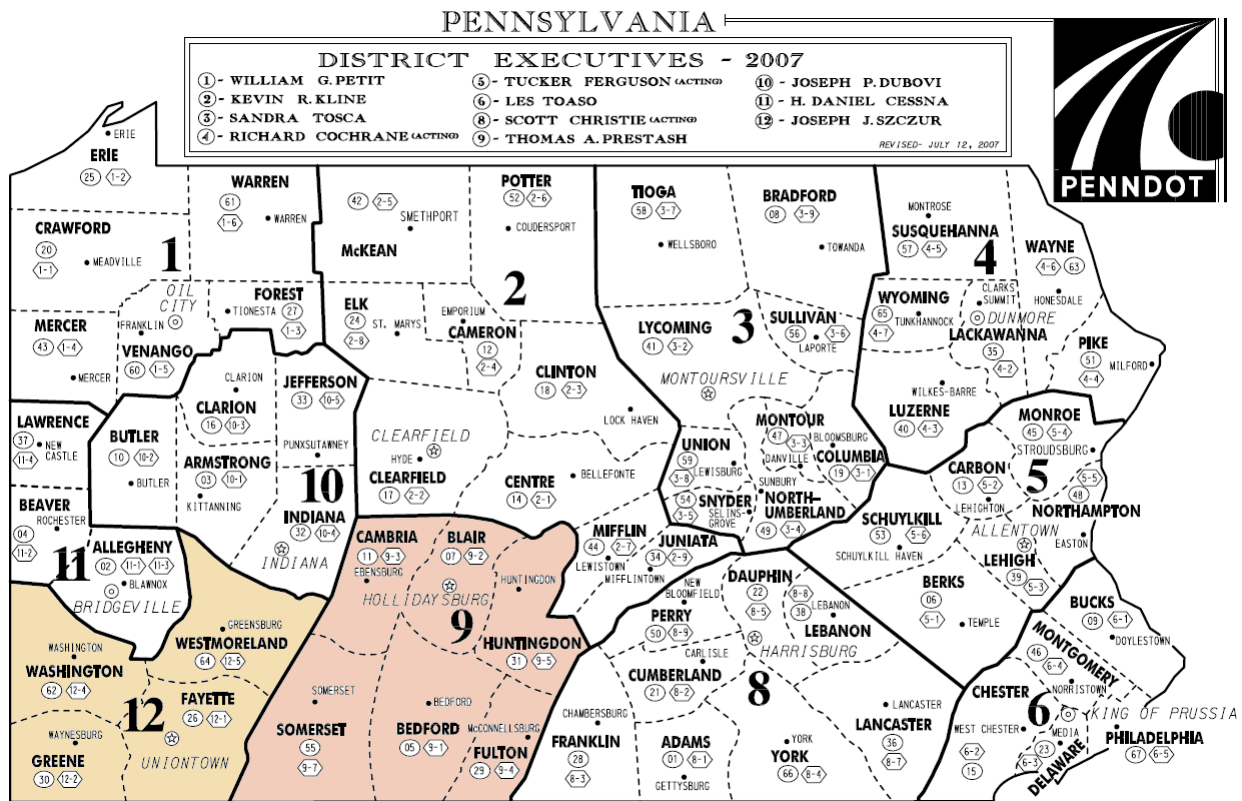 PENNSYLVANIA
DISTRICT EXECUTIVES - 2007
1 - WILLIAM G. PETIT
2 - KEVIN R. KLINE
3 - SANDRA TOSCA
4 - RICHARD COCHRANE (ACTING)
5 - TUCKER FERGUSON (ACTING)
6 - LES TOASO
8 - SCOTT CHRISTIE (ACTING)
9 - THOMAS A. PRESTASH
10 - JOSEPH P. DUBOVI
11 - H. DANIEL CESSNA
12 - JOSEPH J. SZCZUR
REVISED- JULY 12, 2007
PENNDOT
ERIE
ERIE
25 1-2
WARREN
61
1-6
WARREN
CRAWFORD
20
1-1
MEADVILLE
1
OIL
CITY
FOREST
27
1-3
TIONESTA
MERCER
43 1-4
MERCER
FRANKLIN
VENANGO
60 1-5
42 2-5
SMETHPORT
McKEAN
POTTER
52 2-6
COUDERSPORT
2
ELK
24
2-8
ST. MARYS
EMPORIUM
CAMERON
12
2-4
CLINTON
18 2-3
LOCK HAVEN
CLEARFIELD
HYDE
CLEARFIELD
17 2-2
CENTRE
14 2-1
BELLEFONTE
MIFFLIN
44 2-7
LEWISTOWN
JUNIATA
34 2-9
MIFFLINTOWN
TIOGA
58 3-7
WELLSBORO
BRADFORD
08 3-9
TOWANDA
3
LYCOMING
41 3-2
SULLIVAN
56 3-6
LAPORTE
MONTOURSVILLE
MONTOUR
47
3-3
DANVILLE
BLOOMSBURG
COLUMBIA
19 3-1
UNION
59
3-8
LEWISBURG
SNYDER
54
3-5
SELINS-
GROVE
SUNBURY
NORTH-
UMBERLAND
49 3-4
MONTROSE
SUSQUEHANNA
57 4-5
4
WAYNE
4-6 63
HONESDALE
WYOMING
65
4-7
TUNKHANNOCK
CLARKS
SUMMIT
DUNMORE
LACKAWANNA
35
4-2
PIKE
51
4-4
MILFORD
WILKES-BARRE
LUZERNE
40 4-3
MONROE
45 5-4
STROUDSBURG
CARBON
13 5-2
LEHIGHTON
5
5-5
48
NORTHAMPTON
EASTON
SCHUYLKILL
53 5-6
SCHUYLKILL HAVEN
ALLENTOWN
LEHIGH
39
5-3
BERKS
06
5-1
TEMPLE
BUCKS
09 6-1
DOYLESTOWN
MONTGOMERY
46
6-4
NORRISTOWN
CHESTER
WEST CHESTER
6-2
15
6
KING OF PRUSSIA
MEDIA
23
6-3
DELAWARE
PHILADELPHIA
67 6-5
DAUPHIN
22
8-5
8-8
38
LEBANON
LEBANON
HARRISBURG
NEW
BLOOMFIELD
PERRY
50 8-9
CARLISLE
CUMBERLAND
21 8-2
8
CHAMBERSBURG
FRANKLIN
28
8-3
ADAMS
01 8-1
GETTYSBURG
YORK
YORK
66 8-4
LANCASTER
LANCASTER
36
8-7
CAMBRIA
11 9-3
EBENSBURG
BLAIR
07 9-2
HOLLIDAYSBURG
9
HUNTINGDON
HUNTINGDON
31 9-5
SOMERSET
SOMERSET
55
9-7
BEDFORD
BEDFORD
05 9-1
McCONNELLSBURG
FULTON
29 9-4
CLARION
CLARION
16 10-3
JEFFERSON
33 10-5
PUNXSUTAWNEY
BUTLER
10 10-2
BUTLER
ARMSTRONG
03 10-1
KITTANNING
10
INDIANA
32 10-4
INDIANA
LAWRENCE
37
11-4
NEW
CASTLE
BEAVER
ROCHESTER
04
11-2
11
ALLEGHENY
02 11-1 11-3
BLAWNOX
BRIDGEVILLE
GREENSBURG
WESTMORELAND
64 12-5
WASHINGTON
WASHINGTON
62 12-4
12
FAYETTE
26 12-1
UNIONTOWN
WAYNESBURG
GREENE
30 12-2